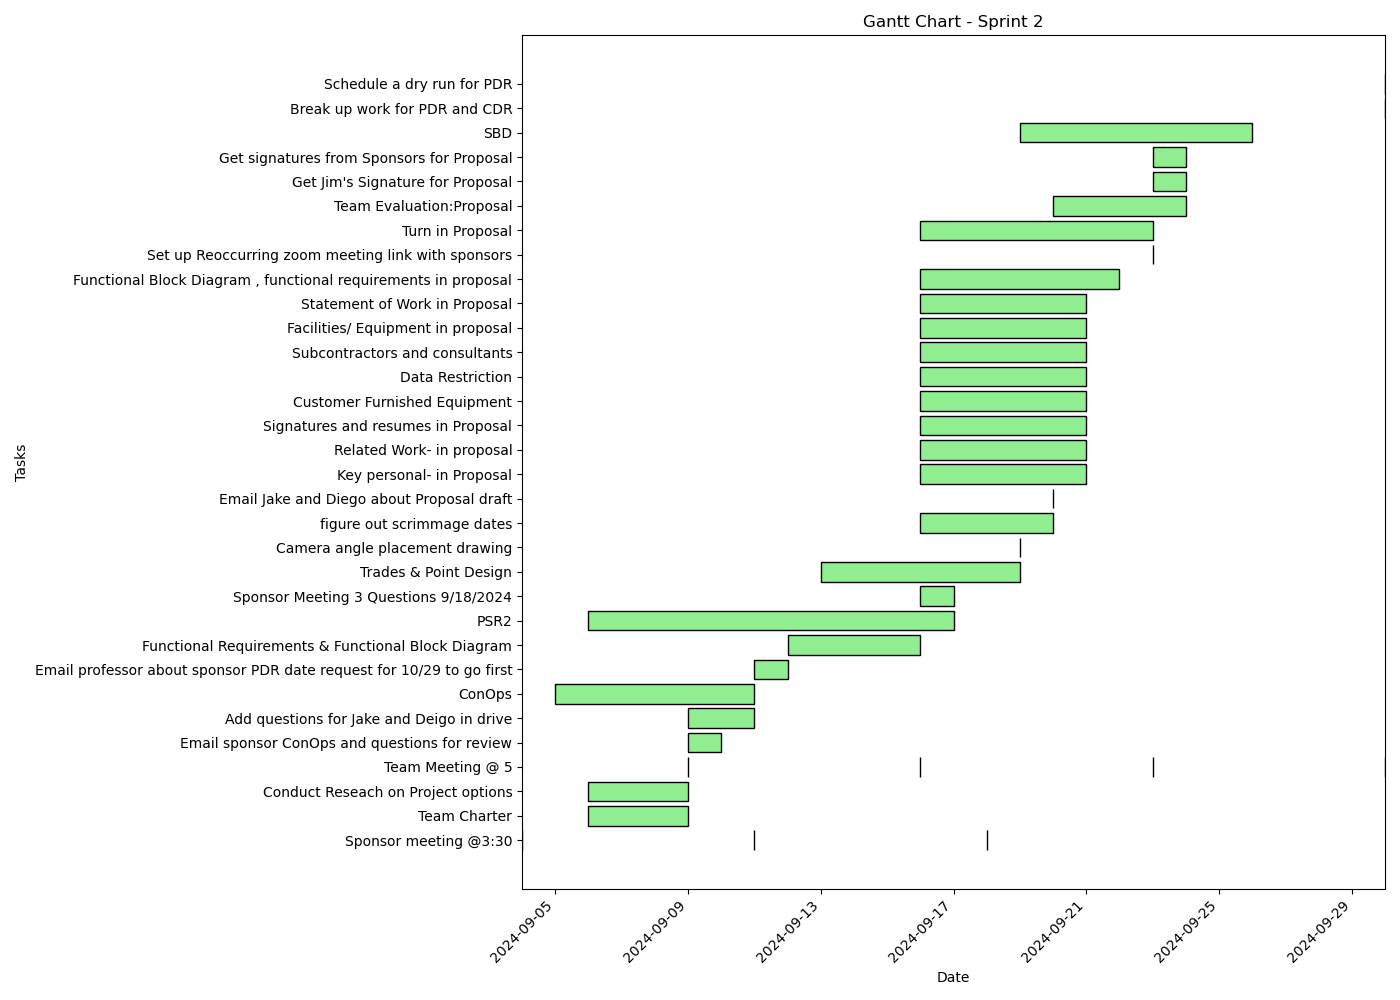 Gantt Chart - Sprint 2
Schedule a dry run for PDR
Break up work for PDR and CDR
SBD
Get signatures from Sponsors for Proposal
Get Jim's Signature for Proposal
Team Evaluation:Proposal
Turn in Proposal
Set up Reoccurring zoom meeting link with sponsors
Functional Block Diagram , functional requirements in proposal
Statement of Work in Proposal
Facilities/ Equipment in proposal
Subcontractors and consultants
Data Restriction
Customer Furnished Equipment
Signatures and resumes in Proposal
Related Work- in proposal
Key personal- in Proposal
Email Jake and Diego about Proposal draft
figure out scrimmage dates
Camera angle placement drawing
Trades & Point Design
Sponsor Meeting 3 Questions 9/18/2024
PSR2
Functional Requirements & Functional Block Diagram
Email professor about sponsor PDR date request for 10/29 to go first
ConOps
Add questions for Jake and Deigo in drive
Email sponsor ConOps and questions for review
Team Meeting @ 5
Conduct Reseach on Project options
Team Charter
Sponsor meeting @3:30
Tasks
2024-09-05
2024-09-09
2024-09-13
2024-09-17
2024-09-21
2024-09-25
2024-09-29
Date